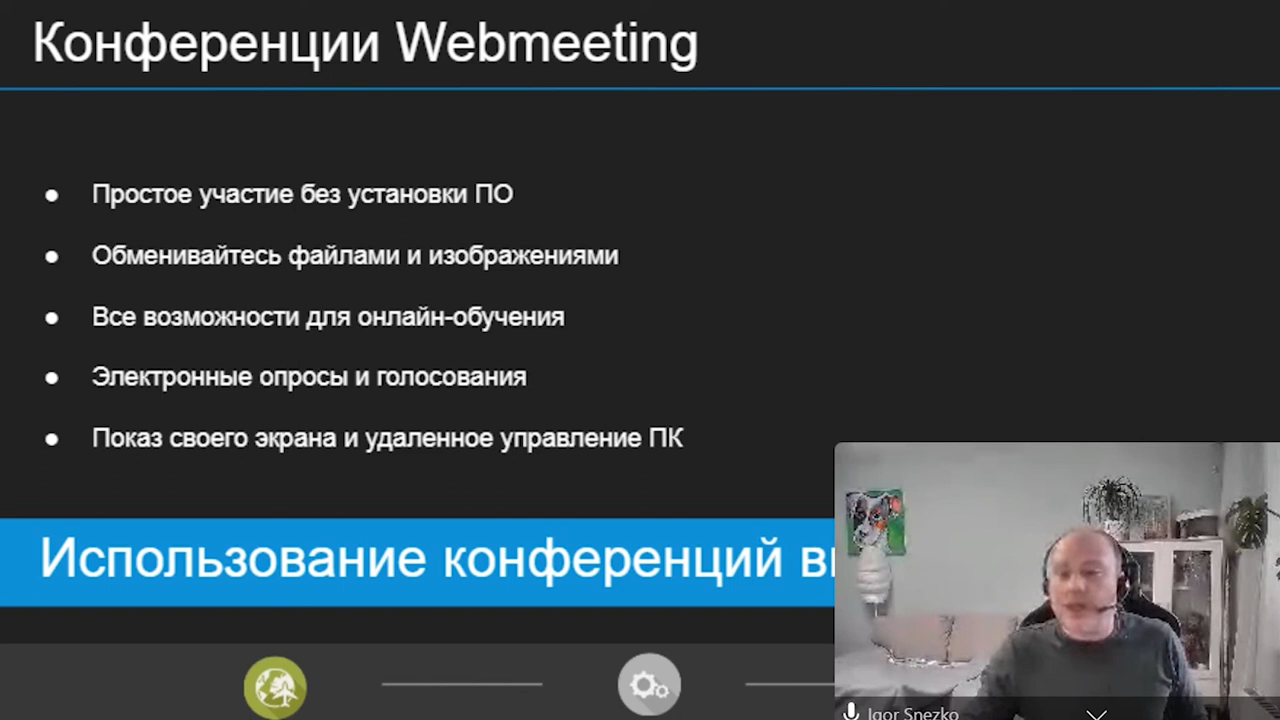 Конференции Webmeeting
● Простое участие без установки ПО
● Обменивайтесь файлами и изображениями
● Все возможности для онлайн-обучения
● Электронные опросы и голосования
● Показ своего экрана и удаленное управление ПК
Использование конференций
Igor Snezko